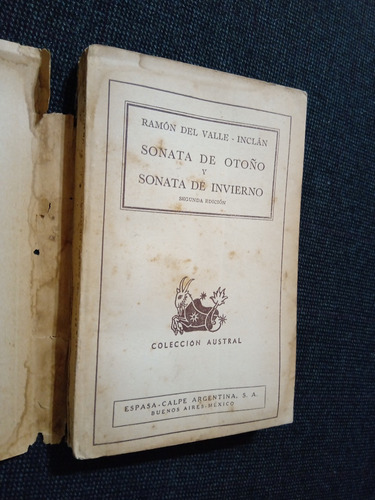 RAMÓN DEL VALLE - INCLÁN
SONATA DE OTOÑO
Y
SONATA DE INVIERNO
SEGUNDA EDICIÓN
COLECCIÓN AUSTRAL
ESPASA-CALPE ARGENTINA, S. A.
BUENOS AIRES-MÉXICO